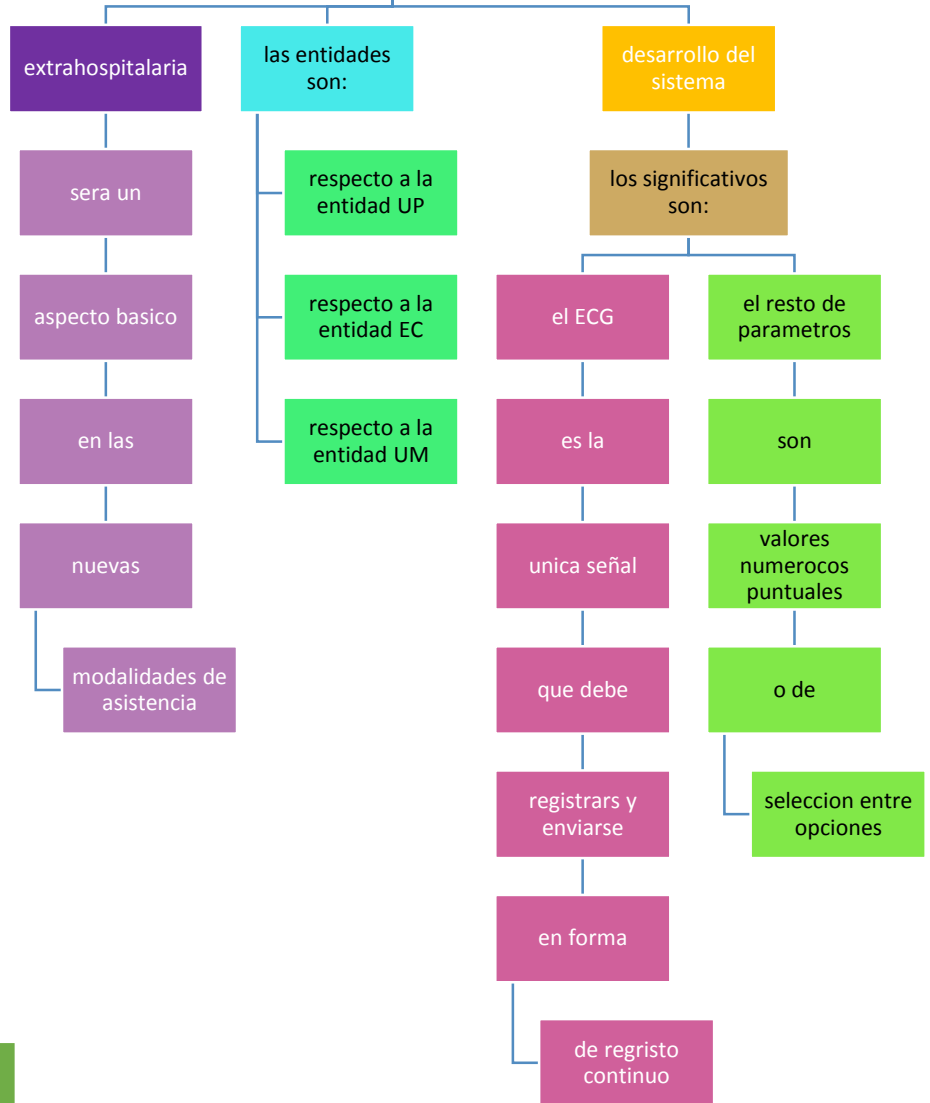 extrahospitalaria
sera un
aspecto basico
en las
nuevas
modalidades de
asistencia
las entidades
son:
respecto a la
entidad UP
respecto a la
entidad EC
respecto a la
entidad UM
desarrollo del
sistema
los significativos
son:
el ECG
es la
unica señal
que debe
registrars y
enviarse
en forma
de regristo
continuo
el resto de
parametros
son
valores
numerocos
puntuales
o de
seleccion entre
opciones